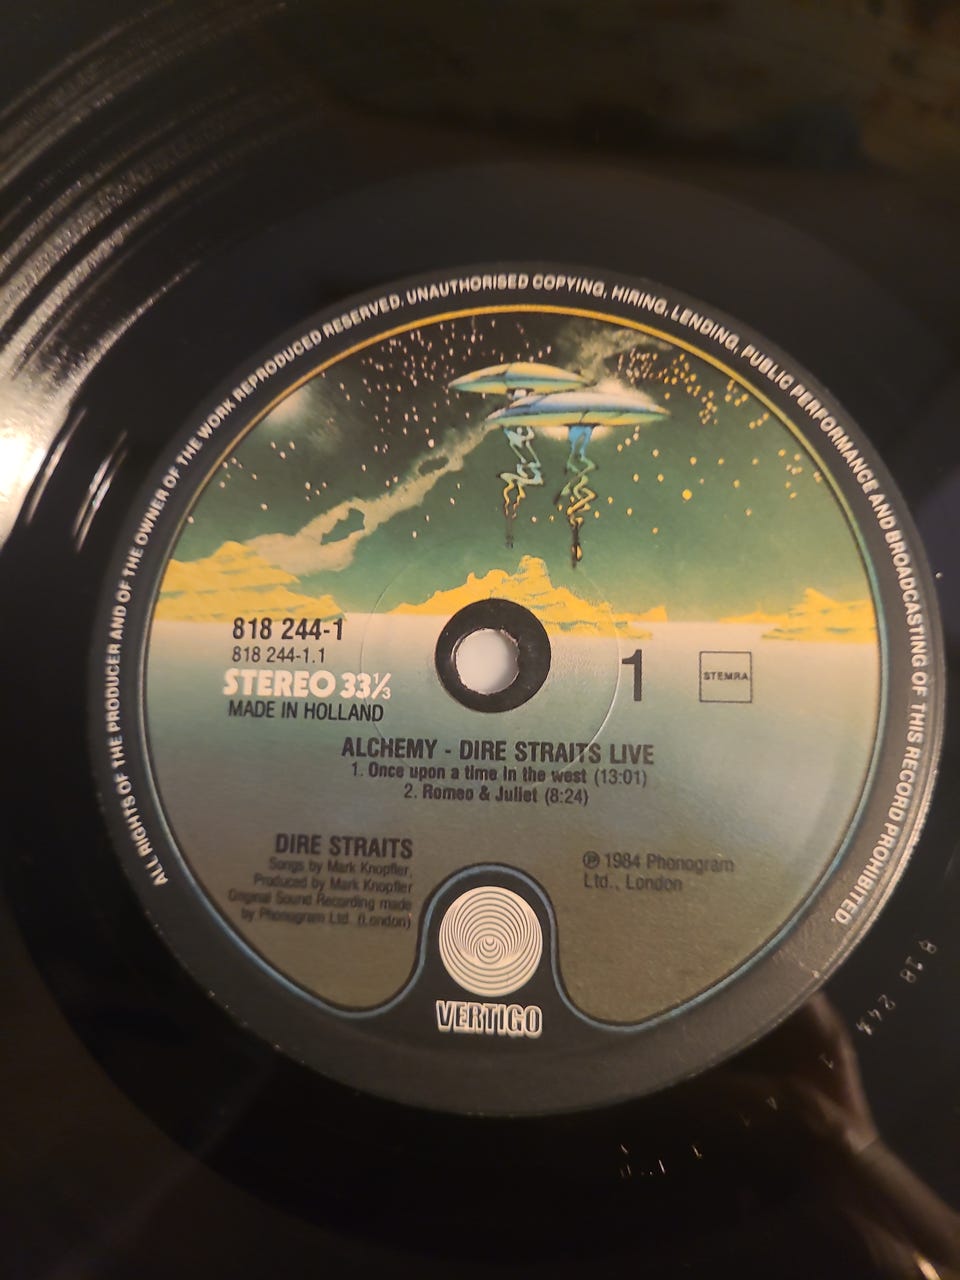 ALL RIGHTS OF THE PRODUCER AND OF THE OWNER OF THE WORK REPRODUCED RESERVED. UNAUTHORISED COPYING, HIRING, LENDING, PUBLIC PERFORMANCE AND BROADCASTING OF THIS RECORD PROHIBITED.
818 244-1
818 244-1.1
STEREO 33⅓
MADE IN HOLLAND
1
STEMRA
ALCHEMY - DIRE STRAITS LIVE
1. Once upon a time in the west (13:01)
2. Romeo & Juliet (8:24)
DIRE STRAITS
Songs by Mark Knopfler,
Produced by Mark Knopfler
Original Sound Recording made
by Phonogram Ltd. (London)
℗ 1984 Phonogram
Ltd., London
VERTIGO
818 244